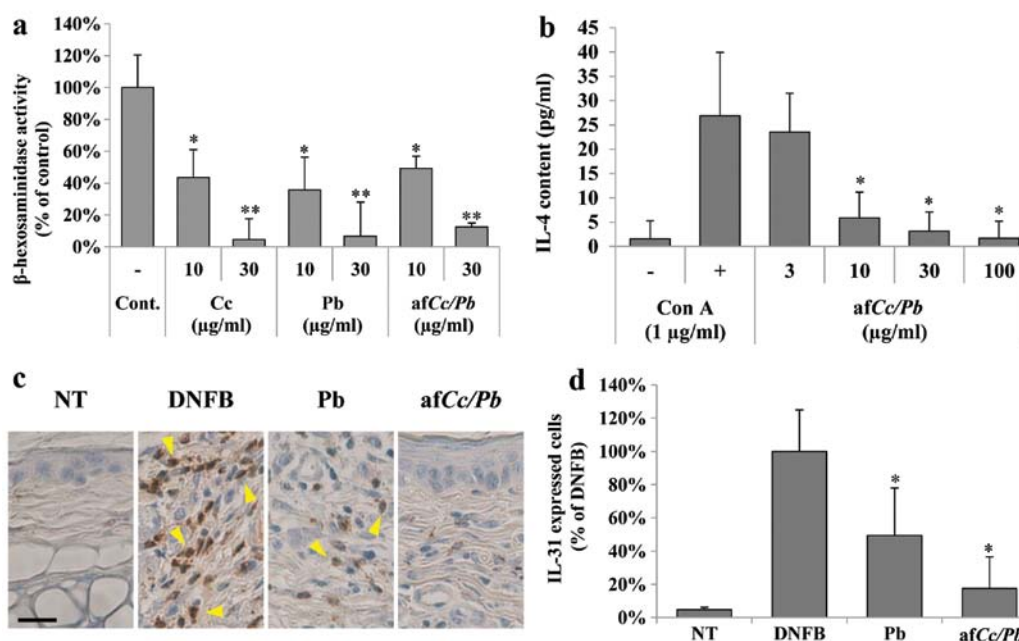 a
140%
120%
100%
80%
60%
40%
20%
0%
β-hexosaminidase activity
(% of control)
* ** * ** * **
- 10 30 10 30 10 30
Cont. Cc Pb afCc/Pb
(µg/ml) (µg/ml) (µg/ml)
b
45
40
35
30
25
20
15
10
5
0
IL-4 content (pg/ml)
* * *
- + 3 10 30 100
Con A afCc/Pb
(1 µg/ml) (µg/ml)
c
NT DNFB Pb afCc/Pb
d
140%
120%
100%
80%
60%
40%
20%
0%
IL-31 expressed cells
(% of DNFB)
* *
NT DNFB Pb afCc/Pb